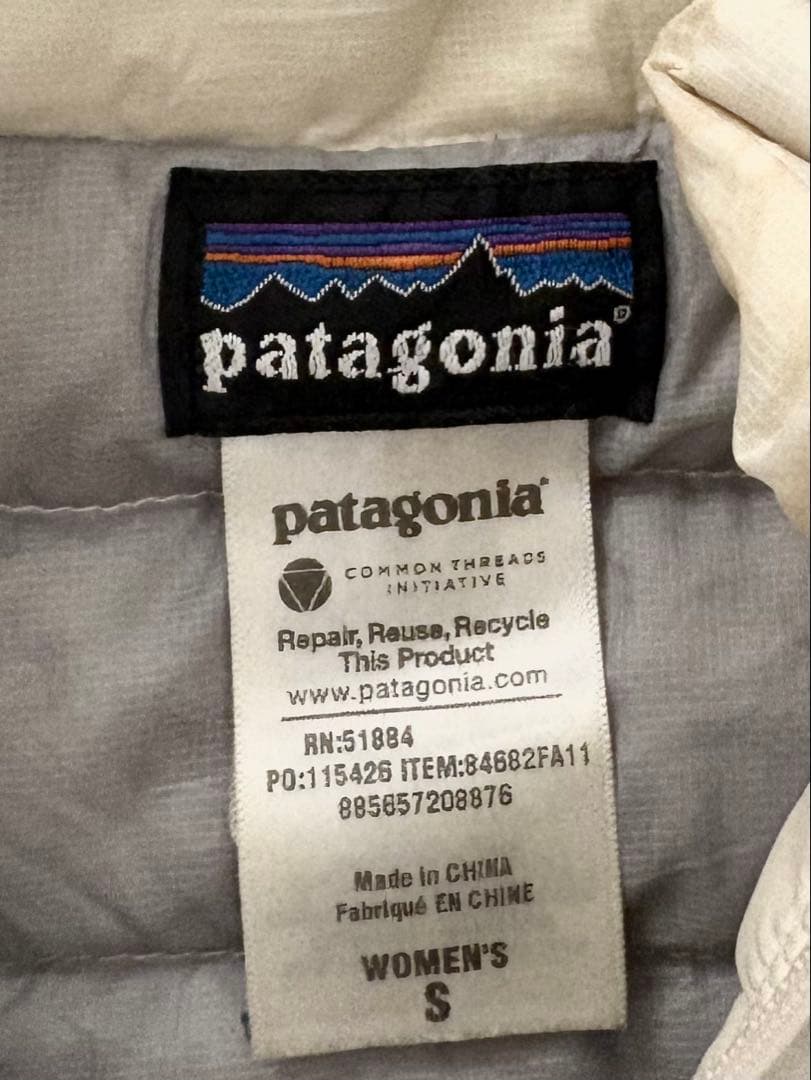 patagonia®
patagonia®
COMMON THREADS
INITIATIVE
Repair, Reuse, Recycle
This Product
www.patagonia.com
RN:51884
PO:115426 ITEM:84682FA11
885657208876
Made in CHINA
Fabriqué EN CHINE
WOMEN'S
S